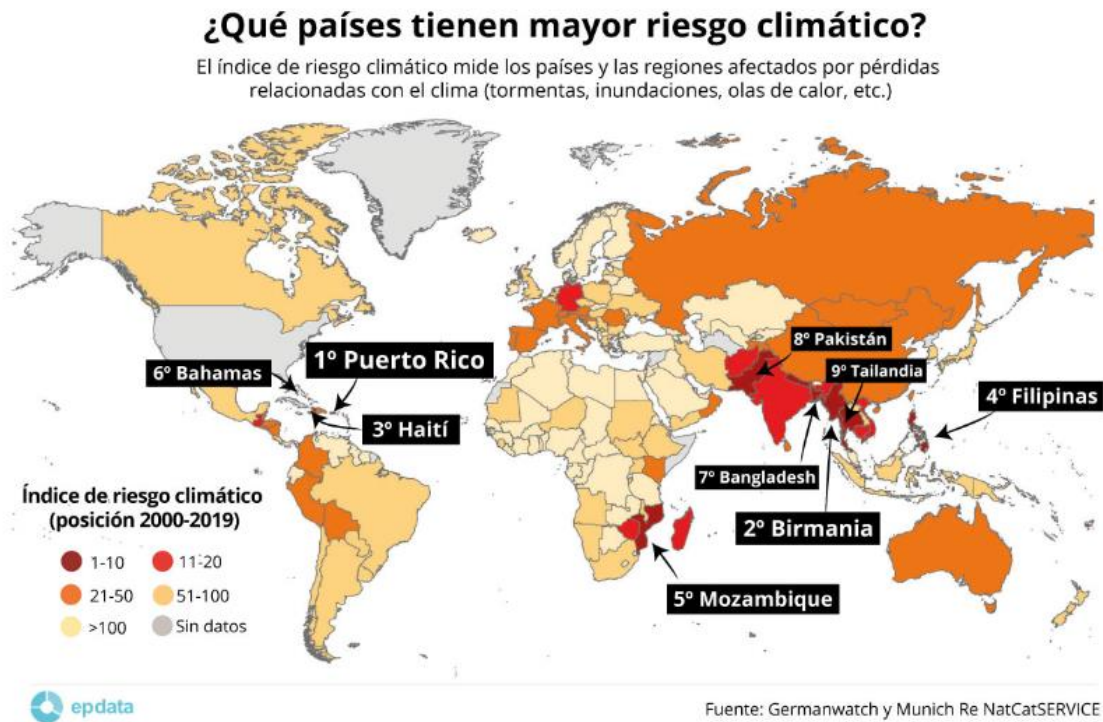 ¿Qué países tienen mayor riesgo climático?
El índice de riesgo climático mide los países y las regiones afectados por pérdidas
relacionadas con el clima (tormentas, inundaciones, olas de calor, etc.)
8º Pakistán
1º Puerto Rico
6º Bahamas
9º Tailandia
4º Filipinas
3º Haití
7º Bangladesh
2º Birmania
5º Mozambique
Índice de riesgo climático
(posición 2000-2019)
1-10
11-20
21-50
51-100
>100
Sin datos
epdata
Fuente: Germanwatch y Munich Re NatCatSERVICE